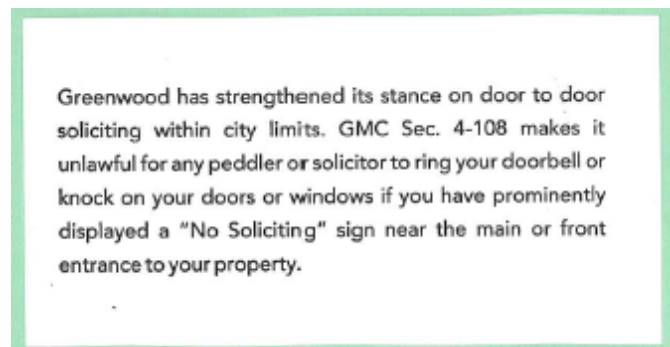 Greenwood has strengthened its stance on door to door
soliciting within city limits. GMC Sec. 4-108 makes it
unlawful for any peddler or solicitor to ring your doorbell or
knock on your doors or windows if you have prominently
displayed a "No Soliciting" sign near the main or front
entrance to your property.